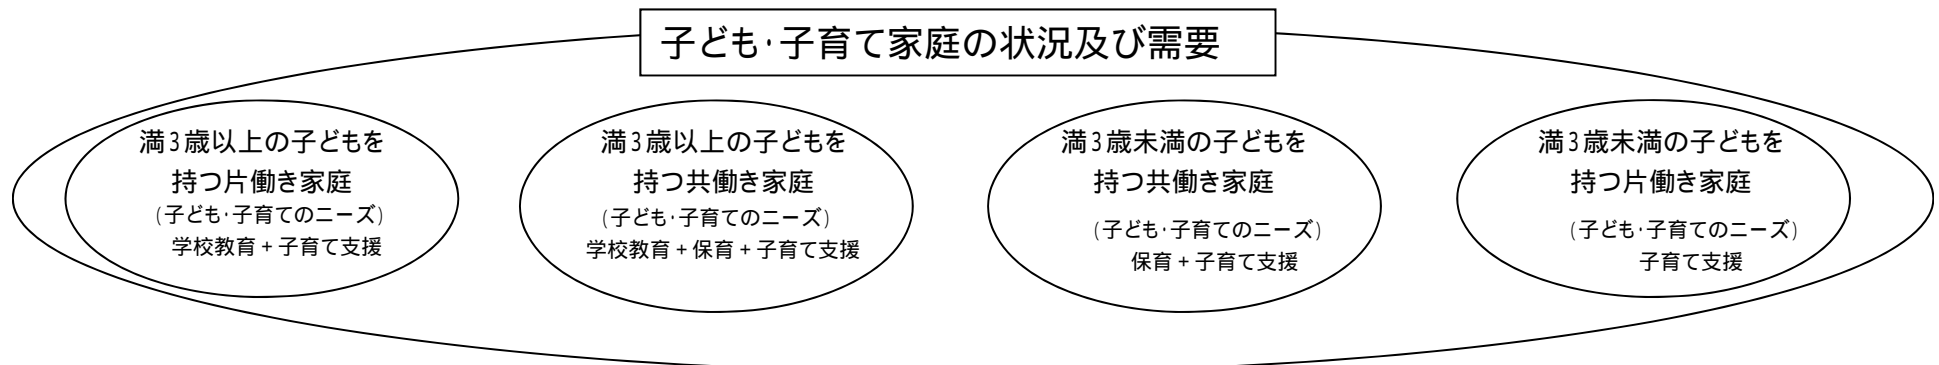 子ども・子育て家庭の状況及び需要
満3歳以上の子どもを
持つ片働き家庭
(子ども・子育てのニーズ)
学校教育+子育て支援
満3歳以上の子どもを
持つ共働き家庭
(子ども・子育てのニーズ)
学校教育+保育+子育て支援
満3歳未満の子どもを
持つ共働き家庭
(子ども・子育てのニーズ)
保育+子育て支援
満3歳未満の子どもを
持つ片働き家庭
(子ども・子育てのニーズ)
子育て支援